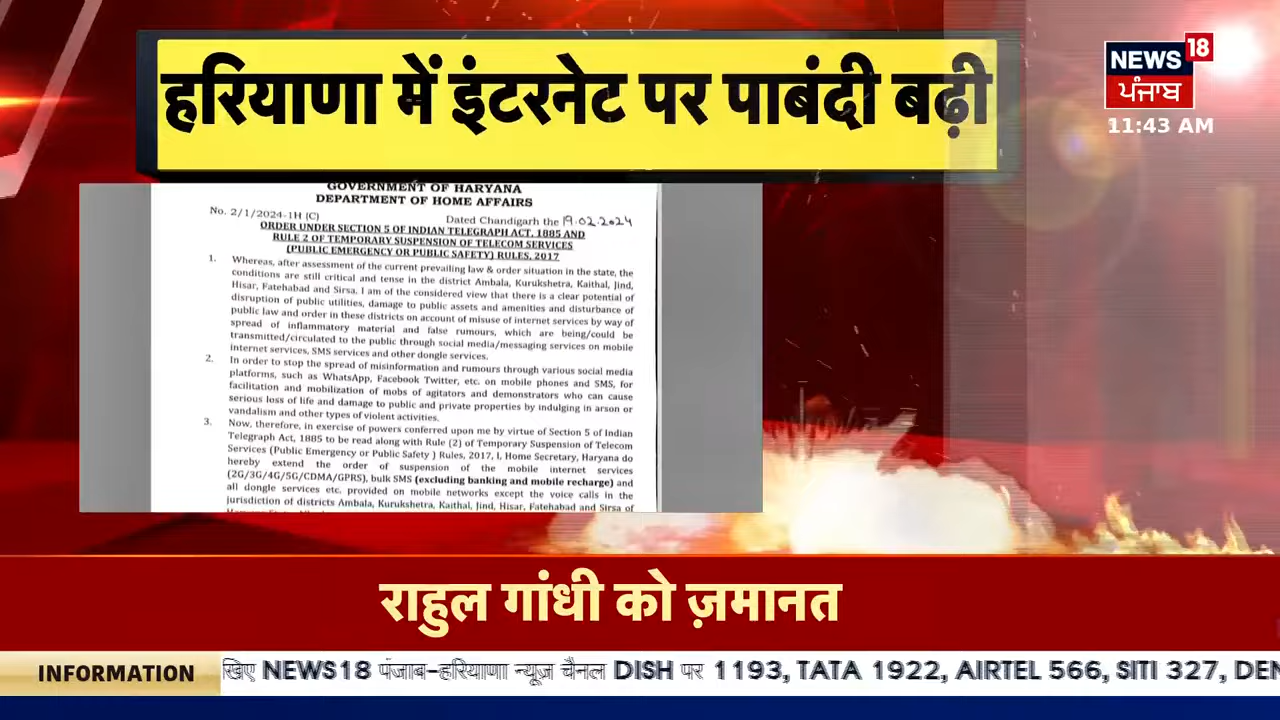 हरियाणा में इंटरनेट पर पाबंदी बढ़ी
NEWS 18
ਪੰਜਾਬ
11:43 AM
GOVERNMENT OF HARYANA
DEPARTMENT OF HOME AFFAIRS
No. 2/1/2024-1H (C) Dated Chandigarh the 19.02.2024
ORDER UNDER SECTION 5 OF INDIAN TELEGRAPH ACT, 1885 AND
RULE 2 OF TEMPORARY SUSPENSION OF TELECOM SERVICES
(PUBLIC EMERGENCY OR PUBLIC SAFETY) RULES, 2017
1. Whereas, after assessment of the current prevailing law & order situation in the state, the
conditions are still critical and tense in the district Ambala, Kurukshetra, Kaithal, Jind,
Hisar, Fatehabad and Sirsa. I am of the considered view that there is a clear potential of
disruption of public utilities, damage to public assets and amenities and disturbance of
public law and order in these districts on account of misuse of internet services by way of
spread of inflammatory material and false rumours, which are being/could be
transmitted/circulated to the public through social media/messaging services on mobile
internet services, SMS services and other dongle services.
2. In order to stop the spread of misinformation and rumours through various social media
platforms, such as WhatsApp, Facebook Twitter, etc. on mobile phones and SMS, for
facilitation and mobilization of mobs of agitators and demonstrators who can cause
serious loss of life and damage to public and private properties by indulging in arson or
vandalism and other types of violent activities.
3. Now, therefore, in exercise of powers conferred upon me by virtue of Section 5 of Indian
Telegraph Act, 1885 to be read along with Rule (2) of Temporary Suspension of Telecom
Services (Public Emergency or Public Safety ) Rules, 2017, I, Home Secretary, Haryana do
hereby extend the order of suspension of the mobile internet services
(2G/3G/4G/5G/CDMA/GPRS), bulk SMS (excluding banking and mobile recharge) and
all dongle services etc. provided on mobile networks except the voice calls in the
jurisdiction of districts Ambala, Kurukshetra, Kaithal, Jind, Hisar, Fatehabad and Sirsa of
राहुल गांधी को ज़मानत
INFORMATION खिए NEWS18 पंजाब-हरियाणा न्यूज़ चैनल DISH पर 1193, TATA 1922, AIRTEL 566, SITI 327, DEN